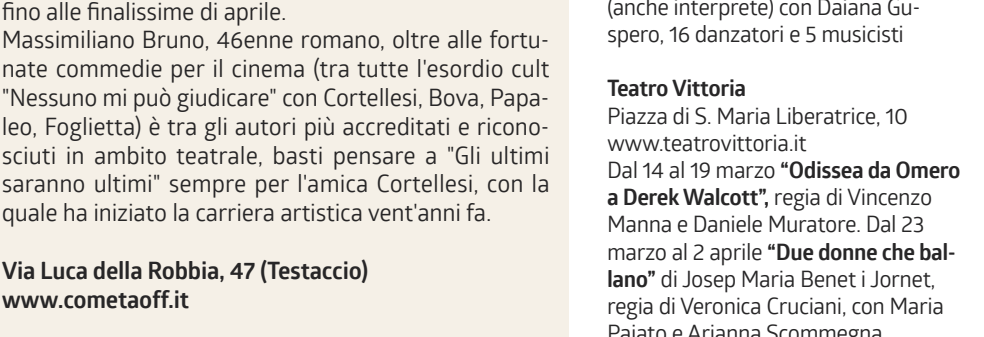 fino alle finalissime di aprile.
Massimiliano Bruno, 46enne romano, oltre alle fortu-
nate commedie per il cinema (tra tutte l'esordio cult
"Nessuno mi può giudicare" con Cortellesi, Bova, Papa-
leo, Foglietta) è tra gli autori più accreditati e ricono-
sciuti in ambito teatrale, basti pensare a "Gli ultimi
saranno ultimi" sempre per l'amica Cortellesi, con la
quale ha iniziato la carriera artistica vent'anni fa.
Via Luca della Robbia, 47 (Testaccio)
www.cometaoff.it
(anche interprete) con Daiana Gu-
spero, 16 danzatori e 5 musicisti
Teatro Vittoria
Piazza di S. Maria Liberatrice, 10
www.teatrovittoria.it
Dal 14 al 19 marzo “Odissea da Omero
a Derek Walcott”, regia di Vincenzo
Manna e Daniele Muratore. Dal 23
marzo al 2 aprile “Due donne che bal-
lano” di Josep Maria Benet i Jornet,
regia di Veronica Cruciani, con Maria
Paiato e Arianna Scommegna